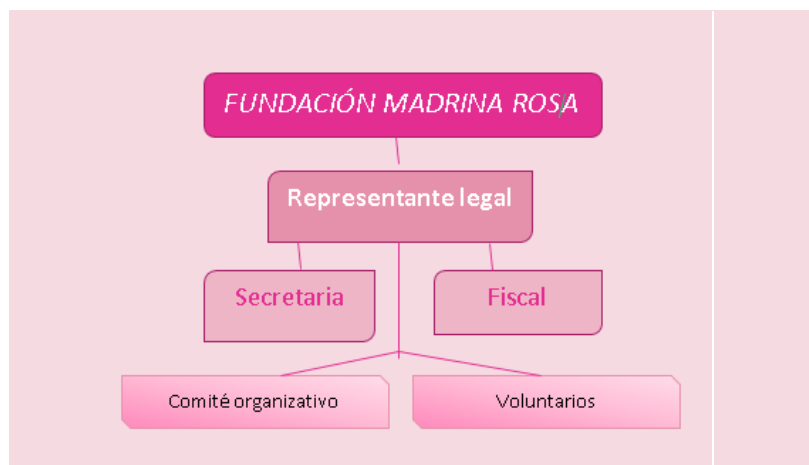 FUNDACIÓN MADRINA ROSA
Representante legal
Secretaria
Fiscal
Comité organizativo
Voluntarios